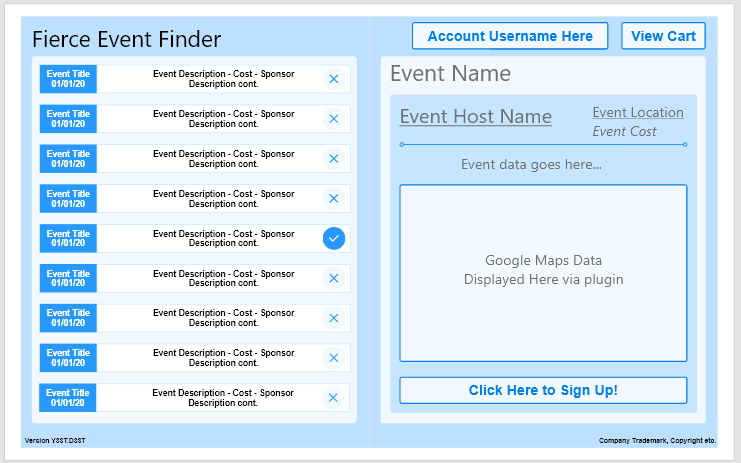 Fierce Event Finder
Account Username Here
View Cart
Event Title
01/01/20
Event Description - Cost - Sponsor
Description cont.
Event Title
01/01/20
Event Description - Cost - Sponsor
Description cont.
Event Title
01/01/20
Event Description - Cost - Sponsor
Description cont.
Event Title
01/01/20
Event Description - Cost - Sponsor
Description cont.
Event Title
01/01/20
Event Description - Cost - Sponsor
Description cont.
Event Title
01/01/20
Event Description - Cost - Sponsor
Description cont.
Event Title
01/01/20
Event Description - Cost - Sponsor
Description cont.
Event Title
01/01/20
Event Description - Cost - Sponsor
Description cont.
Event Title
01/01/20
Event Description - Cost - Sponsor
Description cont.
Event Name
Event Host Name
Event Location
Event Cost
Event data goes here...
Google Maps Data
Displayed Here via plugin
Click Here to Sign Up!
Version Y3ST.D3ST
Company Trademark, Copyright etc.